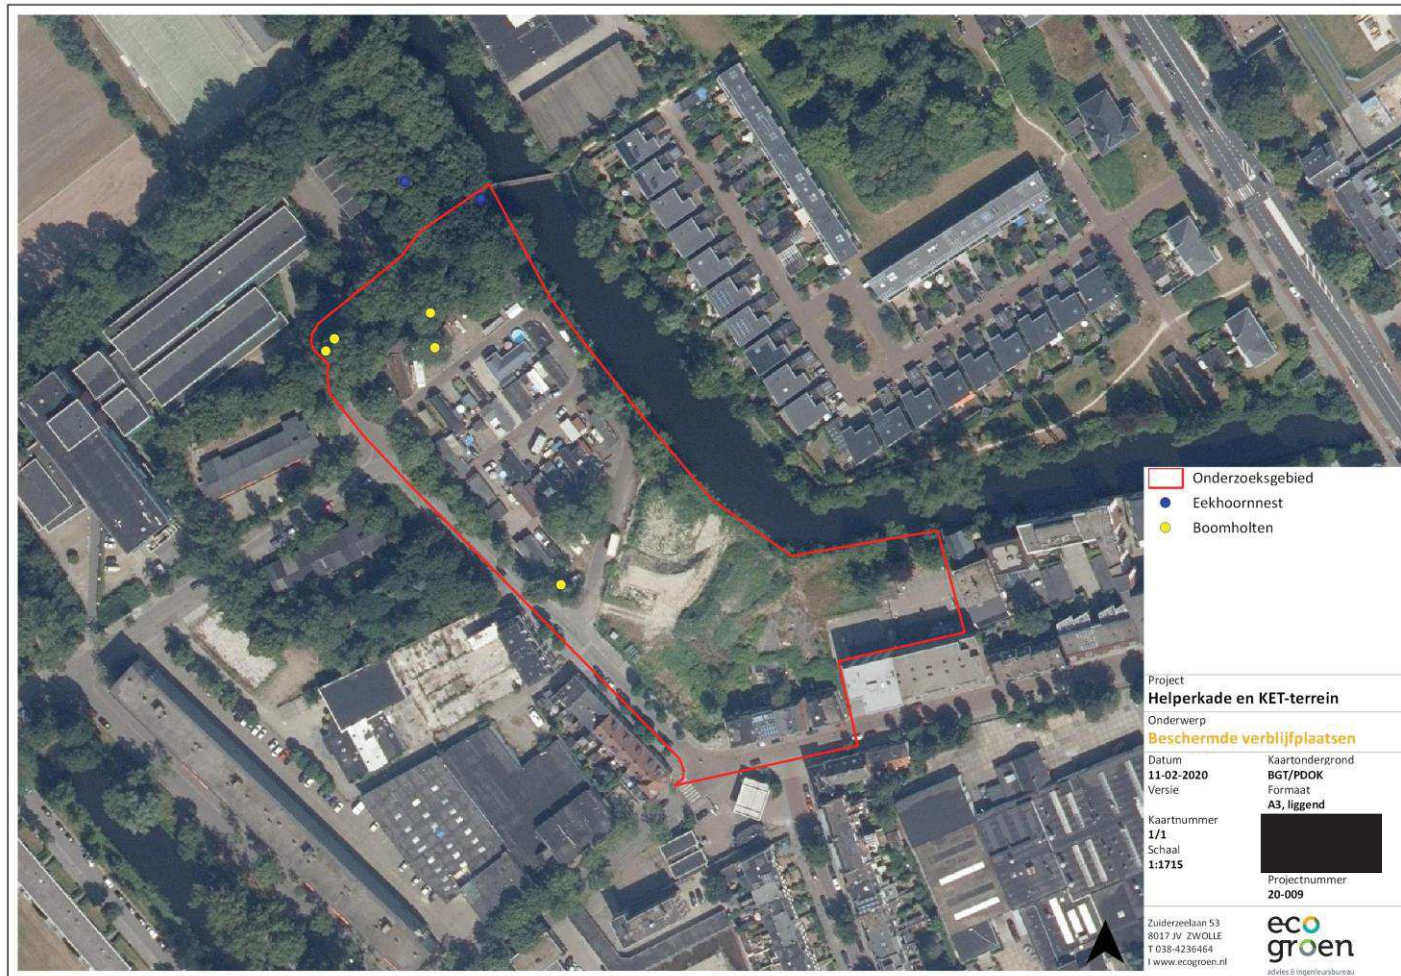 Onderzoeksgebied
Eekhoornnest
Boomholten
Project
Helperkade en KET-terrein
Onderwerp
Beschermde verblijfplaatsen
Datum
11-02-2020
Versie
Kaartnummer
1/1
Schaal
1:1715
Kaartondergrond
BGT/PDOK
Formaat
A3, liggend
Projectnummer
20-009
Zuiderzeelaan 53
8017 JV ZWOLLE
T 038-4236464
I www.ecogroen.nl
eco
groen
advies & ingenieursbureau